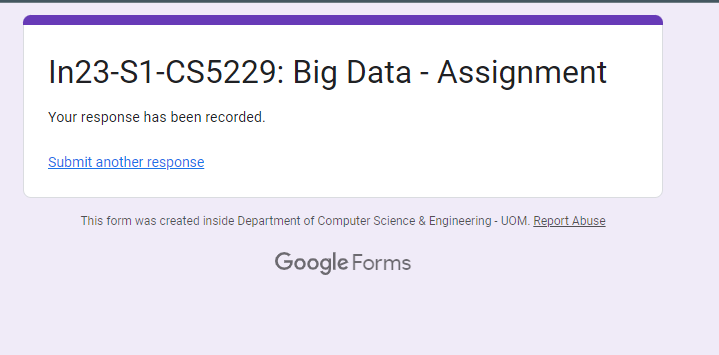 In23-S1-CS5229: Big Data - Assignment
Your response has been recorded.
Submit another response
This form was created inside Department of Computer Science & Engineering - UOM. Report Abuse
Google Forms